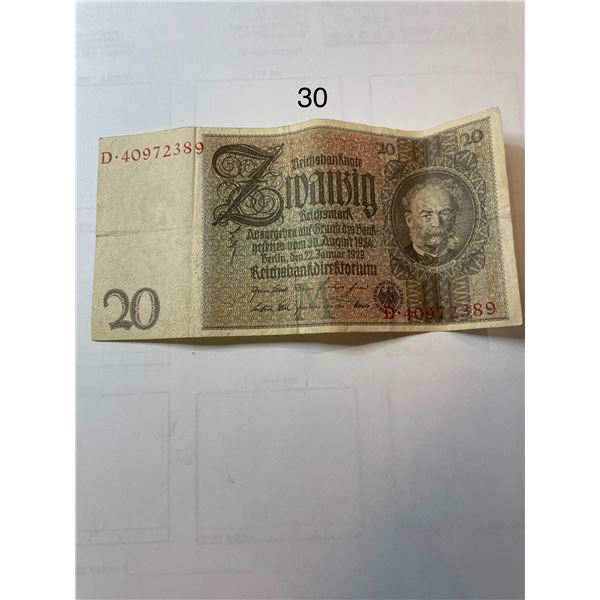 30
D·40972389
20
20
Reichsbanknote
Zwanzig
Reichsmark
Ausgegeben auf Grund des Bank-
gesetzes vom 30. August 1924
Berlin, den 22. Januar 1929
Reichsbankdirektorium
M
20
D·40972389